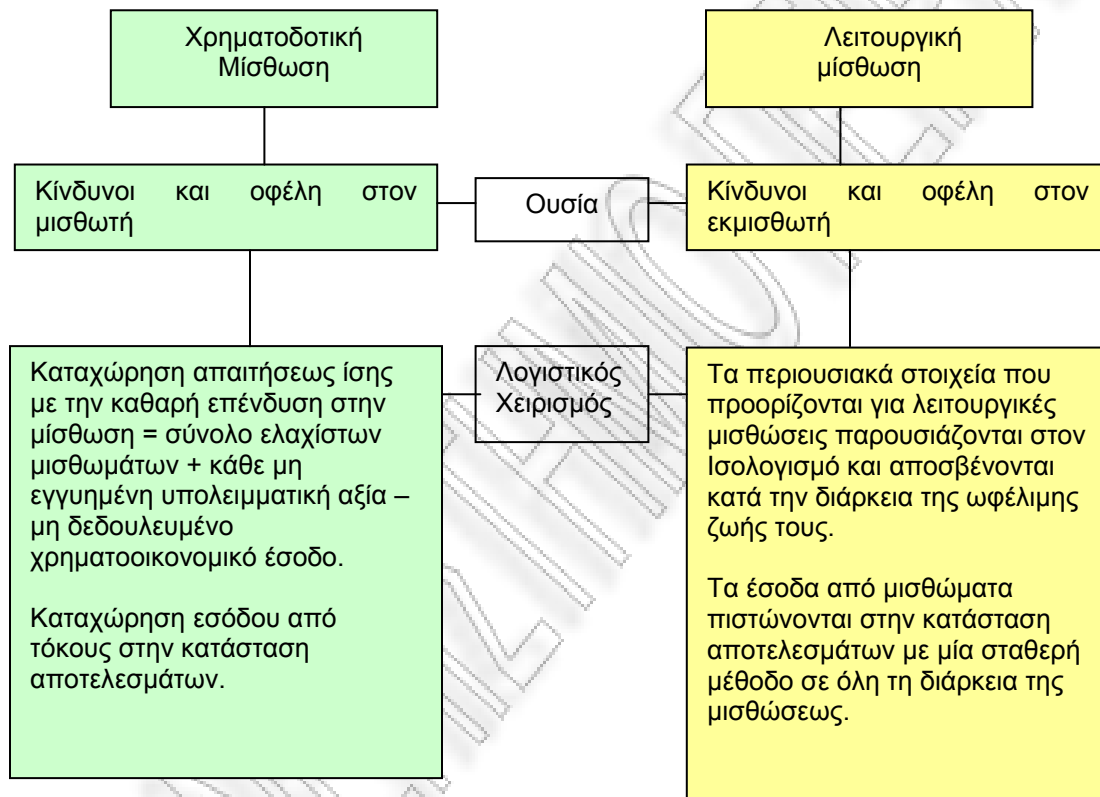 Χρηματοδοτική
Μίσθωση
Λειτουργική
μίσθωση
Κίνδυνοι και οφέλη στον
μισθωτή
Ουσία
Κίνδυνοι και οφέλη στον
εκμισθωτή
Καταχώρηση απαιτήσεως ίσης
με την καθαρή επένδυση στην
μίσθωση = σύνολο ελαχίστων
μισθωμάτων + κάθε μη
εγγυημένη υπολειμματική αξία –
μη δεδουλευμένο
χρηματοοικονομικό έσοδο.
Καταχώρηση εσόδου από
τόκους στην κατάσταση
αποτελεσμάτων.
Λογιστικός
Χειρισμός
Τα περιουσιακά στοιχεία που
προορίζονται για λειτουργικές
μισθώσεις παρουσιάζονται στον
Ισολογισμό και αποσβένονται
κατά την διάρκεια της ωφέλιμης
ζωής τους.
Τα έσοδα από μισθώματα
πιστώνονται στην κατάσταση
αποτελεσμάτων με μία σταθερή
μέθοδο σε όλη τη διάρκεια της
μισθώσεως.